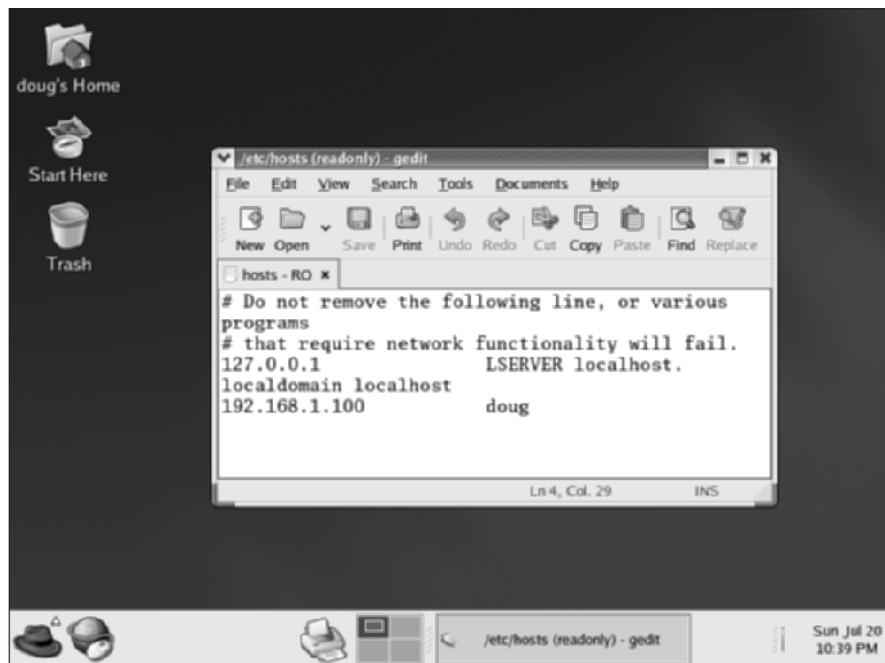 doug's Home
Start Here
Trash
/etc/hosts (readonly) - gedit
File Edit View Search Tools Documents Help
New Open Save Print Undo Redo Cut Copy Paste Find Replace
hosts - RO
# Do not remove the following line, or various
programs
# that require network functionality will fail.
127.0.0.1 LSERVER localhost.
localdomain localhost
192.168.1.100 doug
Ln 4, Col. 29 INS
/etc/hosts (readonly) - gedit
Sun Jul 20
10:39 PM